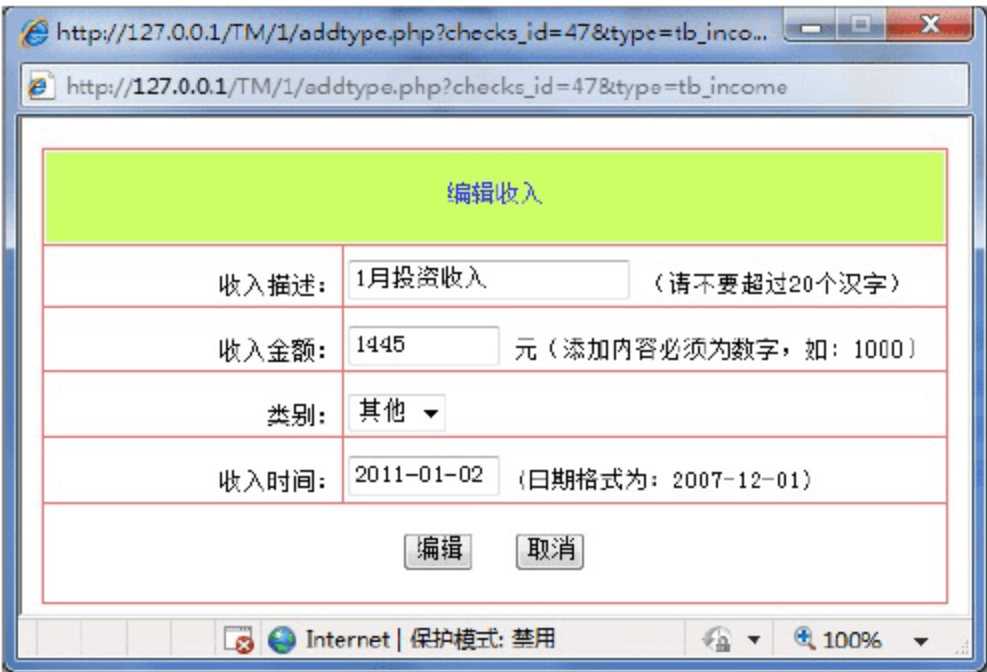 http://127.0.0.1/TM/1/addtype.php?checks_id=47&type=tb_inco...
http://127.0.0.1/TM/1/addtype.php?checks_id=47&type=tb_income
编辑收入
收入描述: 1月投资收入 (请不要超过20个汉字)
收入金额: 1445 元(添加内容必须为数字，如: 1000)
类别: 其他
收入时间: 2011-01-02 (日期格式为: 2007-12-01)
编辑 取消
Internet | 保护模式: 禁用 100%